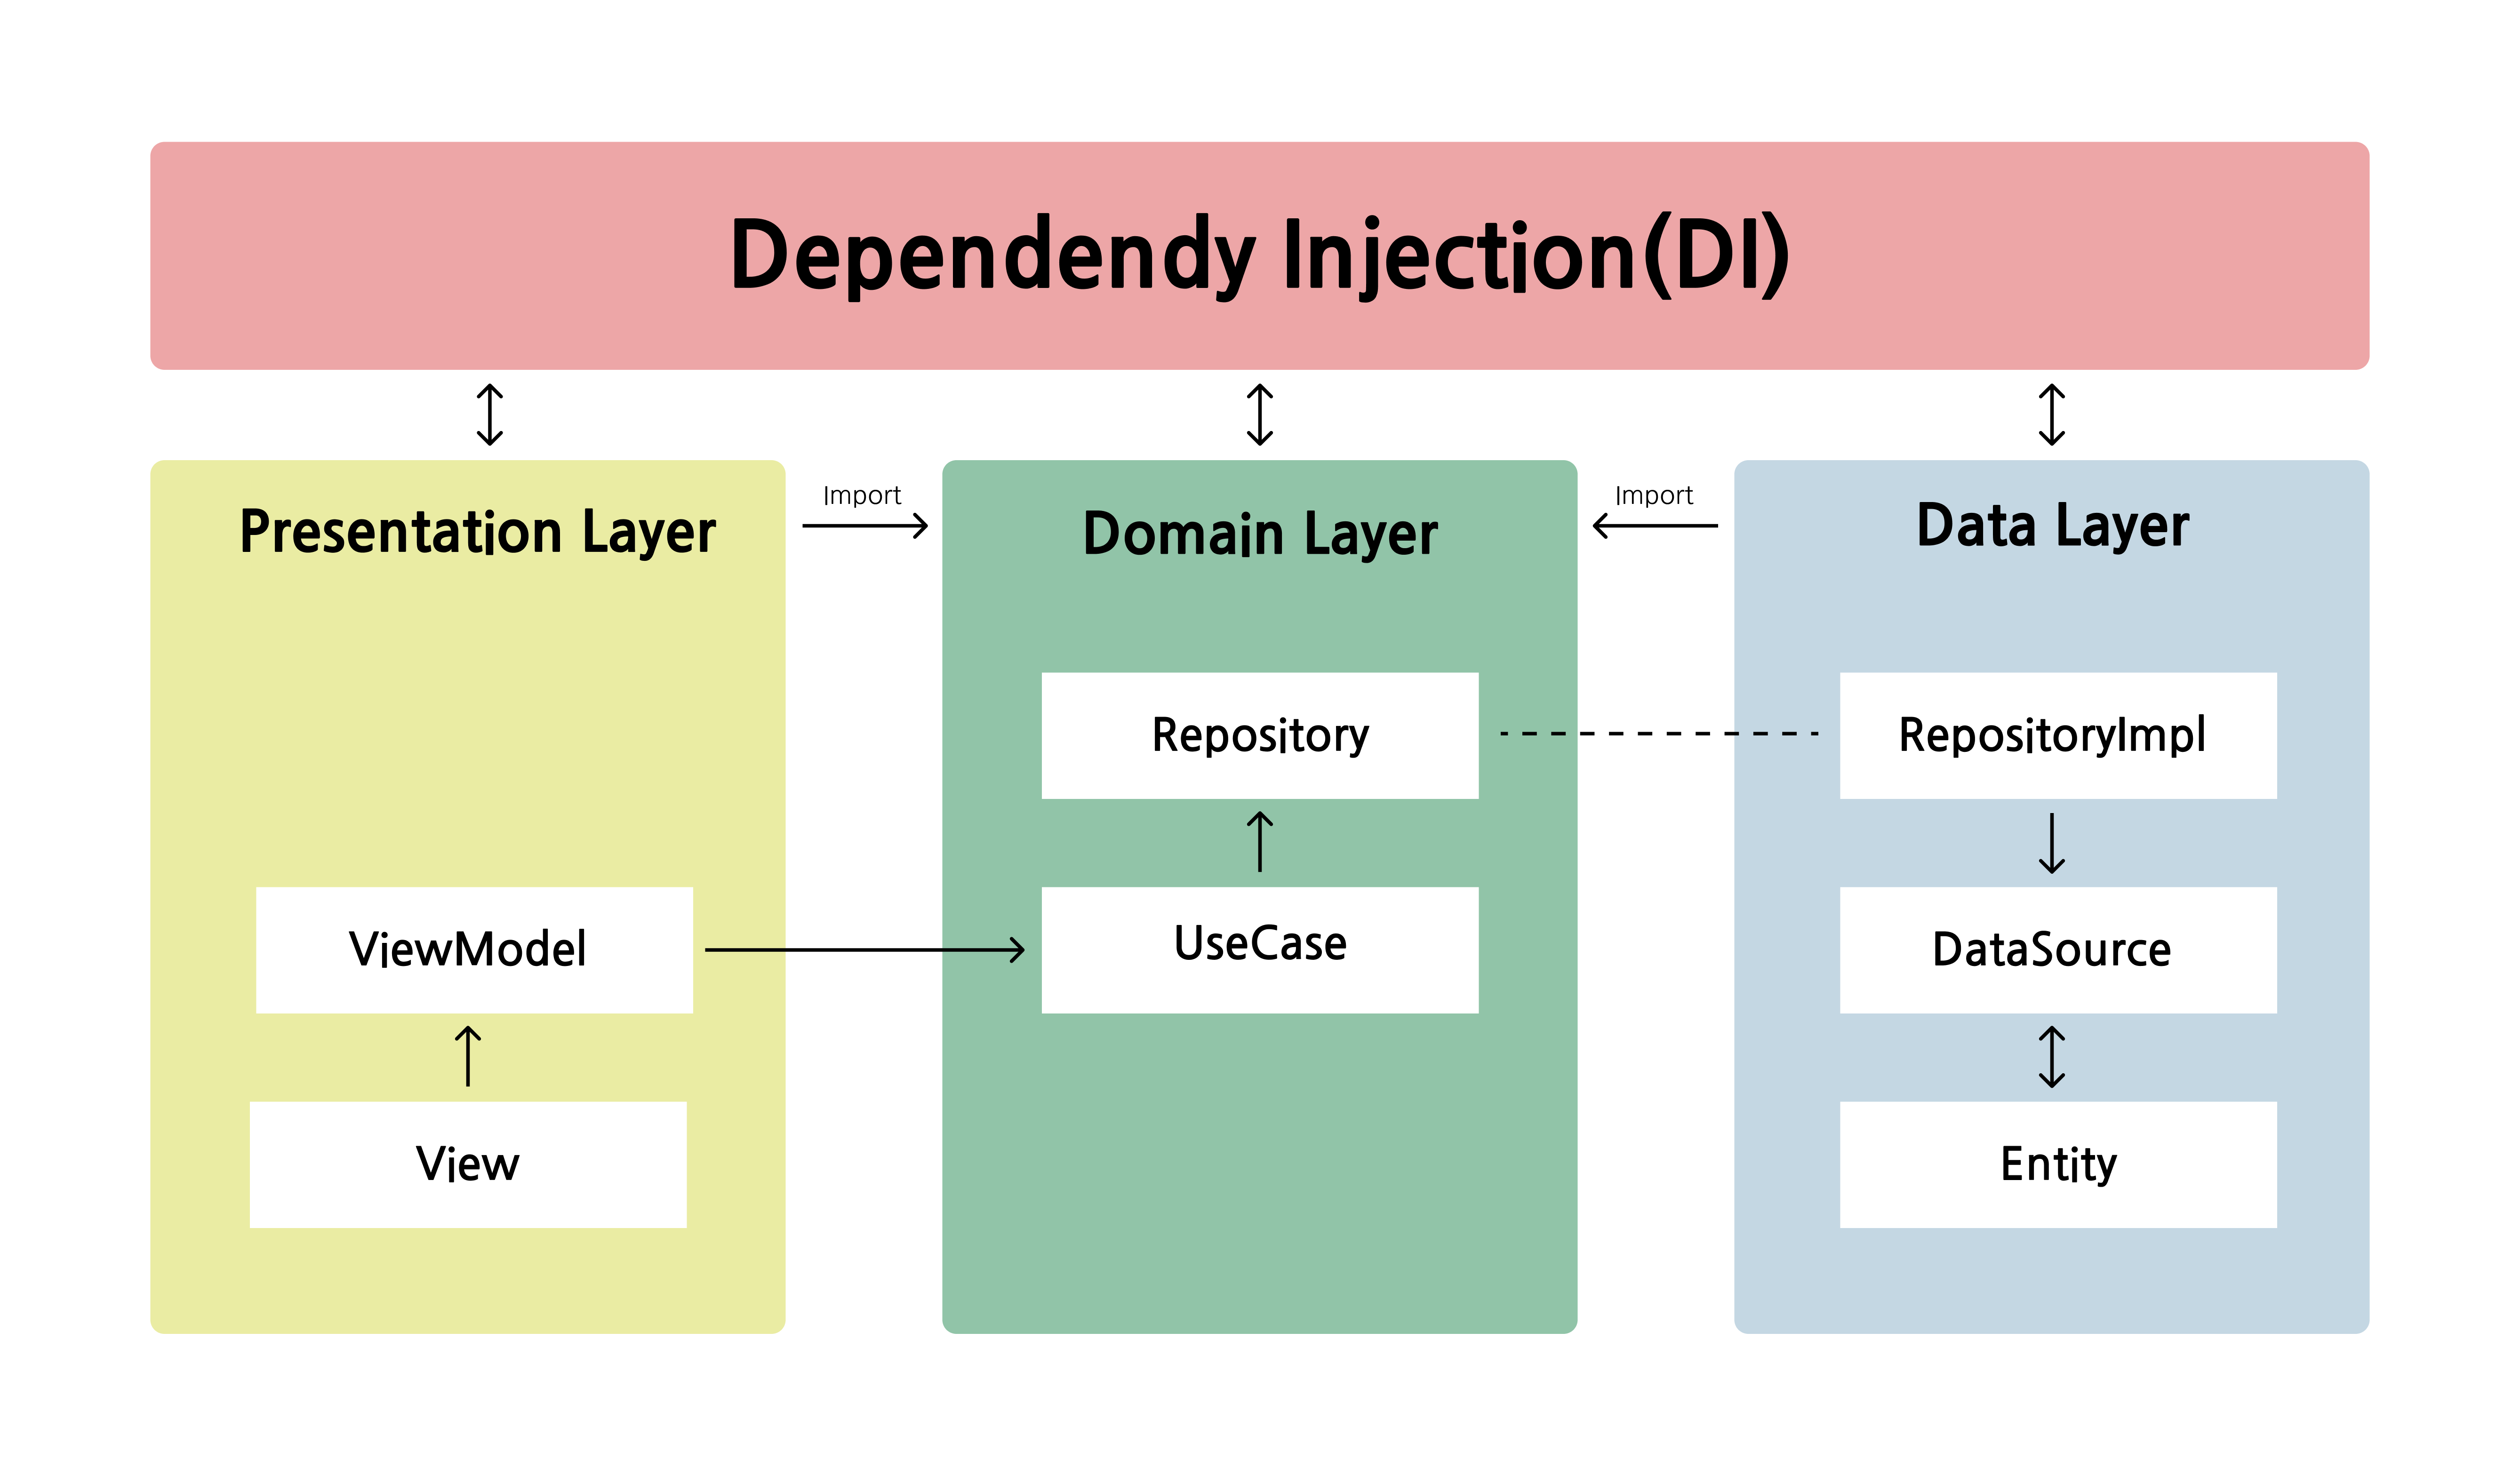 Dependendy Injection(DI)
Presentation Layer
Import
Domain Layer
Import
Data Layer
Repository
RepositoryImpl
ViewModel
UseCase
DataSource
View
Entity